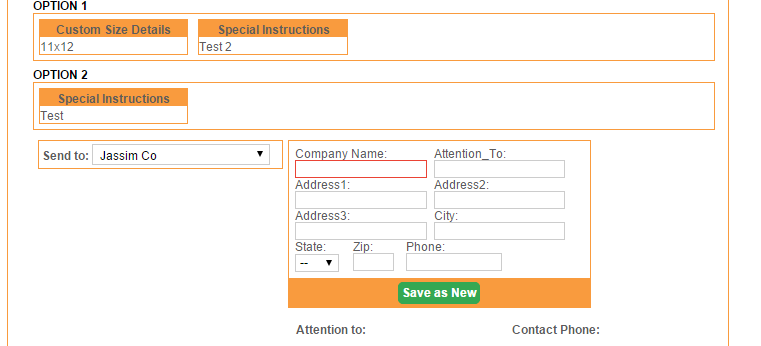 OPTION 1
Custom Size Details Special Instructions
11x12 Test 2
OPTION 2
Special Instructions
Test
Send to: Jassim Co
Company Name: Attention_To:
Address1: Address2:
Address3: City:
State: Zip: Phone:
--
Save as New
Attention to: Contact Phone: